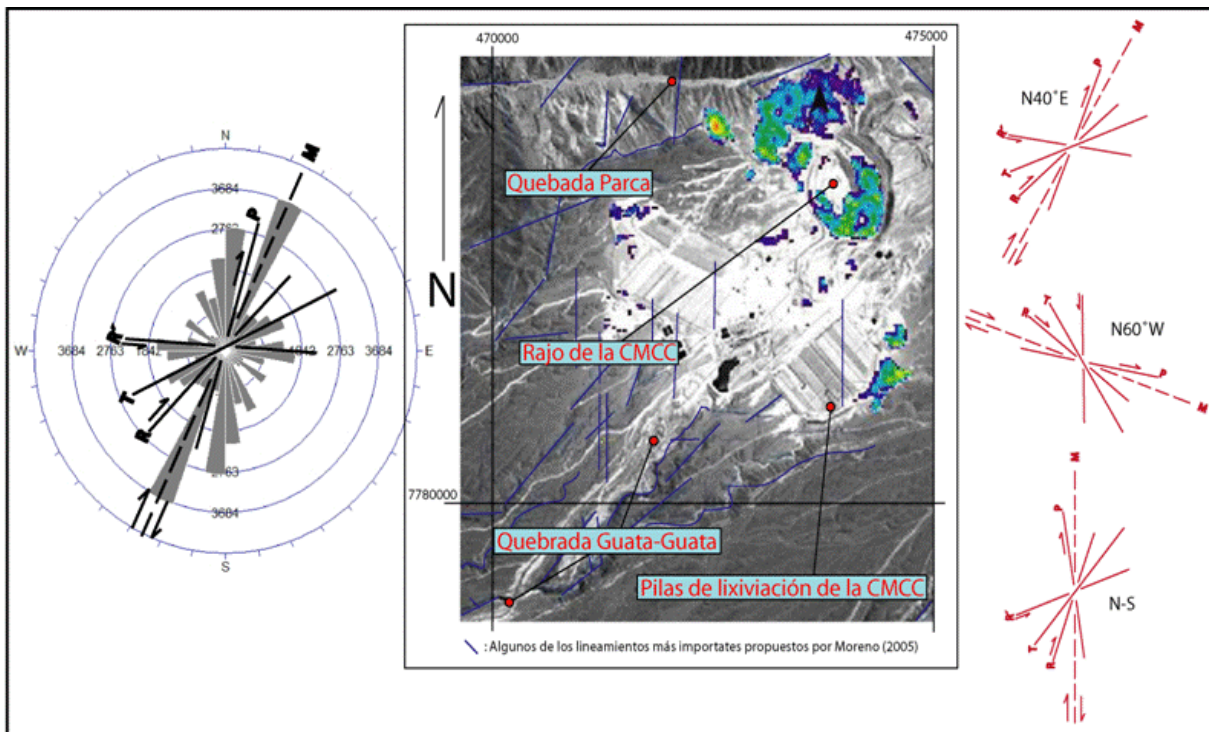 N
M
3684
P
2763
W
3684
2763
1842
1842
2763
3684
E
R'
T
R
2763
3684
S
470000
475000
N
Quebada Parca
Rajo de la CMCC
7780000
Quebrada Guata-Guata
Pilas de lixiviación de la CMCC
: Algunos de los lineamientos más importates propuestos por Moreno (2005)
M
P
N40°E
R'
T
R
T
R
N60°W
P
M
M
P
N-S
R'
T
R